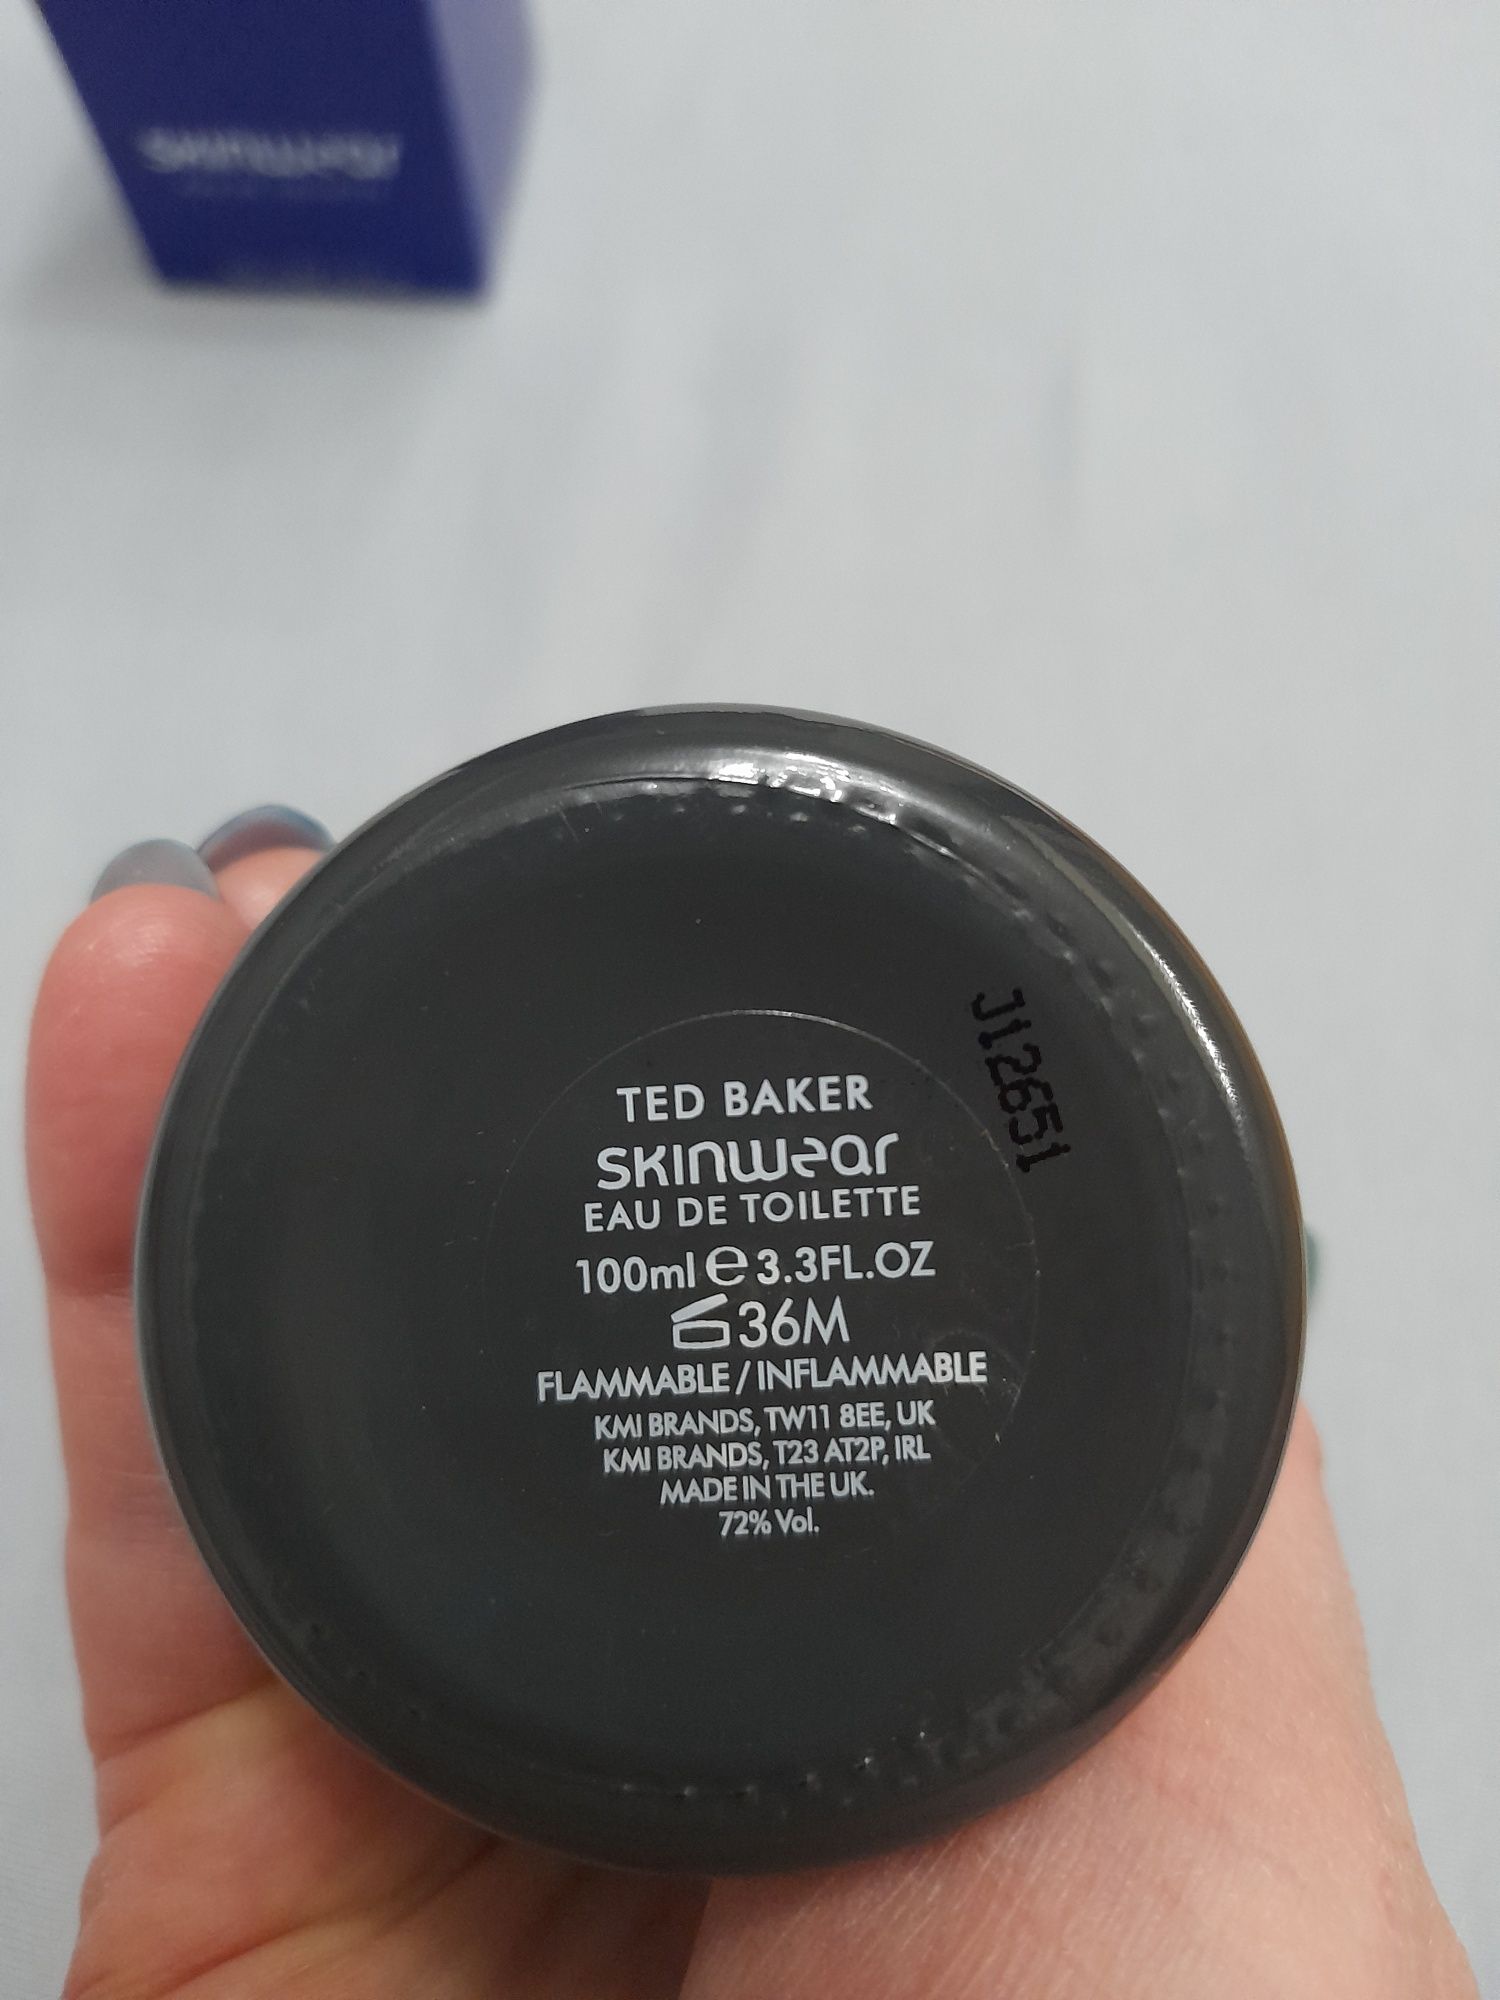 skinwear
J12651
TED BAKER
skinwear
EAU DE TOILETTE
100ml e 3.3FL.OZ
36M
FLAMMABLE / INFLAMMABLE
KMI BRANDS, TW11 8EE, UK
KMI BRANDS, T23 AT2P, IRL
MADE IN THE UK.
72% Vol.